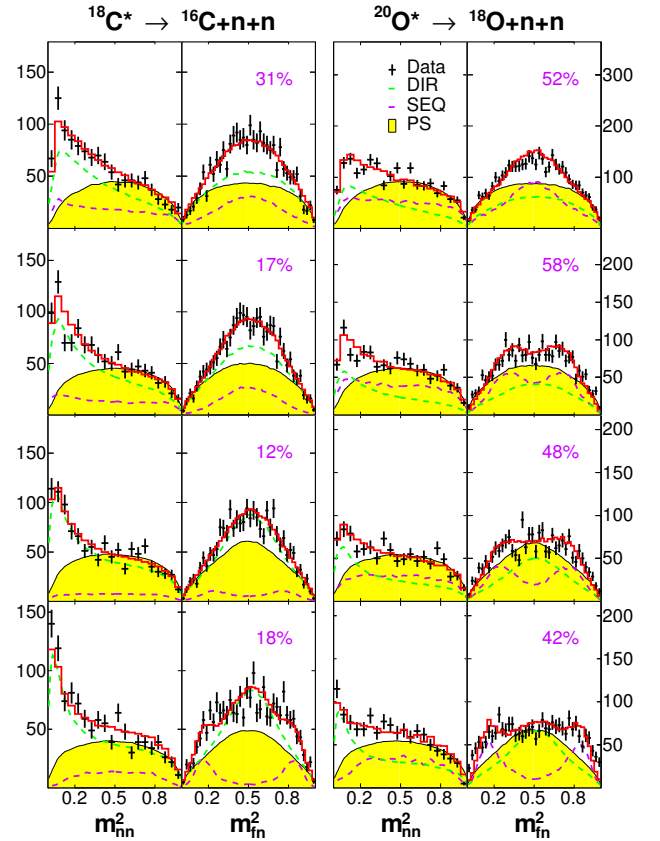 ¹⁸C* → ¹⁶C+n+n ²⁰O* → ¹⁸O+n+n
150 100 50 31% Data DIR SEQ PS 52% 300 200 100
150 100 50 17% 58% 200 150 100 50
150 100 50 12% 48% 200 150 100 50
150 100 50 18% 42% 200 150 100 50
0.2 0.5 0.8 0.2 0.5 0.8 0.2 0.5 0.8 0.2 0.5 0.8
m²nn m²fn m²nn m²fn